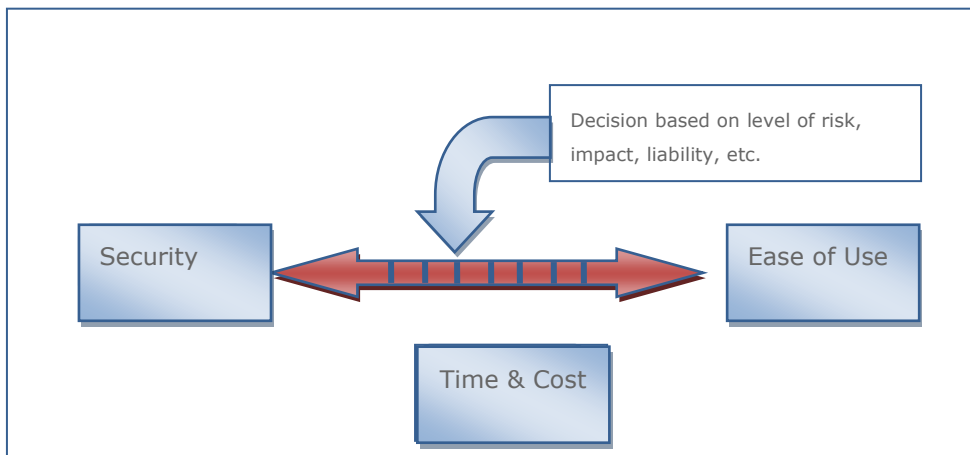 Decision based on level of risk,
impact, liability, etc.
Security
Ease of Use
Time & Cost